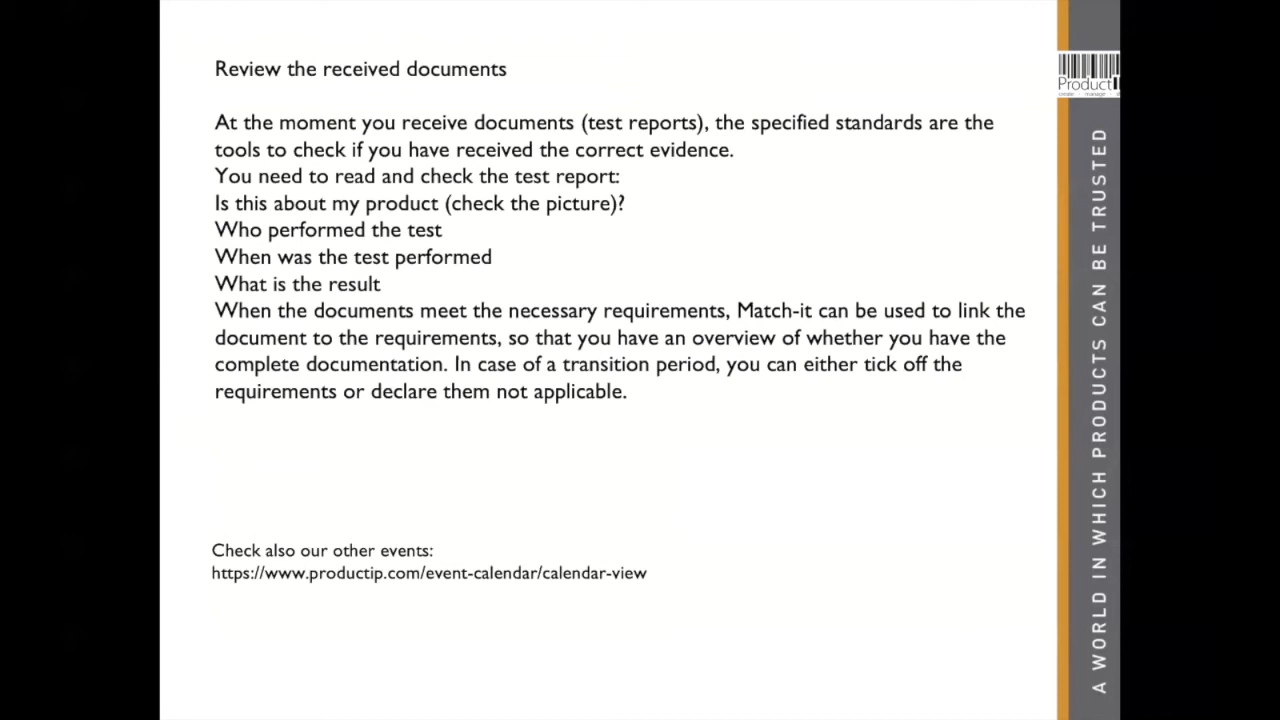 Review the received documents
At the moment you receive documents (test reports), the specified standards are the
tools to check if you have received the correct evidence.
You need to read and check the test report:
Is this about my product (check the picture)?
Who performed the test
When was the test performed
What is the result
When the documents meet the necessary requirements, Match-it can be used to link the
document to the requirements, so that you have an overview of whether you have the
complete documentation. In case of a transition period, you can either tick off the
requirements or declare them not applicable.
Check also our other events:
https://www.productip.com/event-calendar/calendar-view
ProductI
create · manage ·
A WORLD IN WHICH PRODUCTS CAN BE TRUSTED